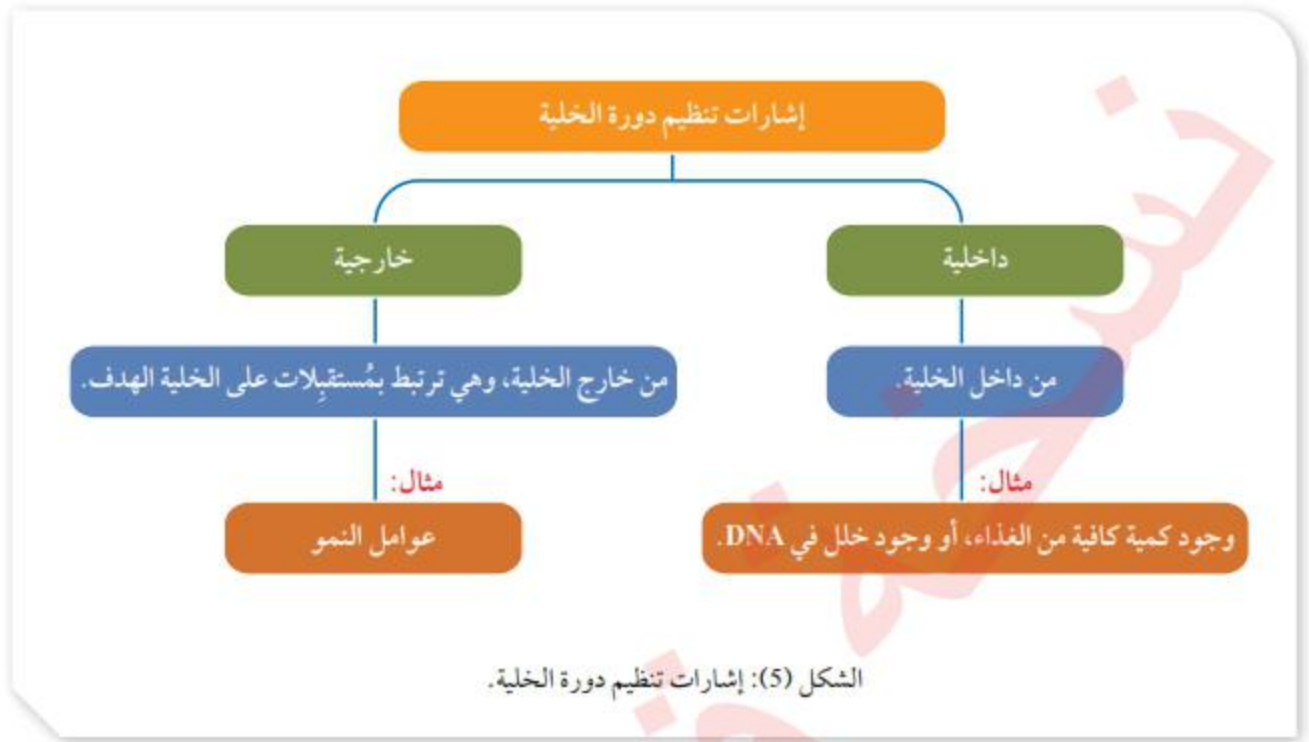 إشارات تنظيم دورة الخلية
داخلية
خارجية
من داخل الخلية.
من خارج الخلية، وهي ترتبط بمُستقبِلات على الخلية الهدف.
مثال:
مثال:
وجود كمية كافية من الغذاء، أو وجود خلل في DNA.
عوامل النمو
الشكل (5): إشارات تنظيم دورة الخلية.